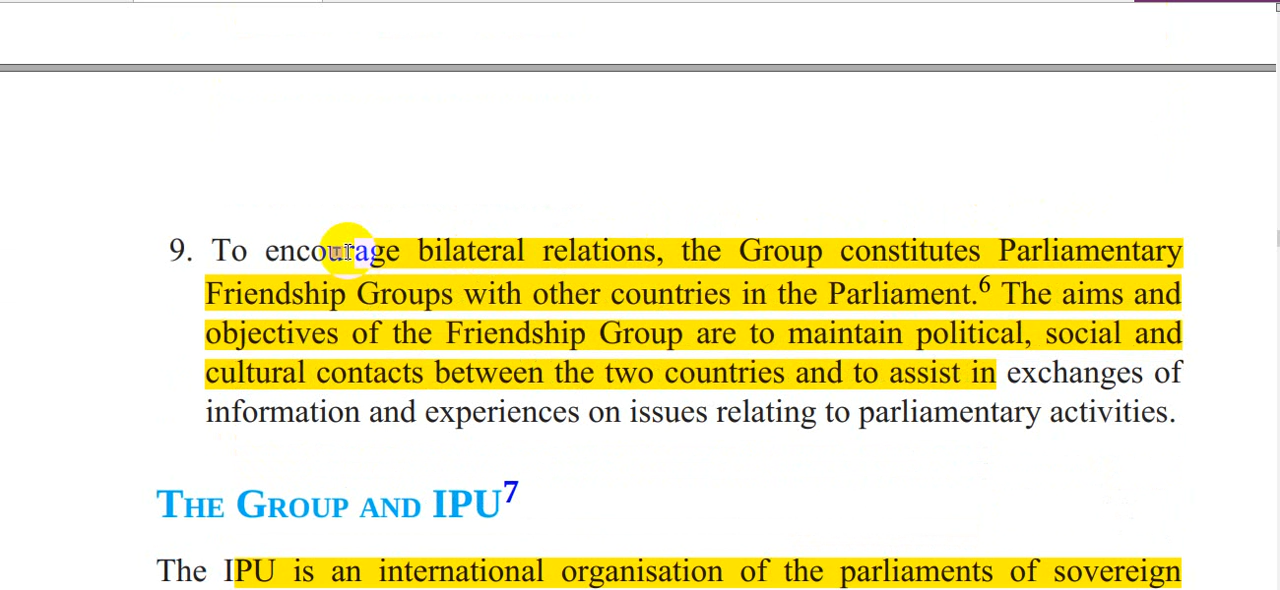 9. To encourage bilateral relations, the Group constitutes Parliamentary
Friendship Groups with other countries in the Parliament.6 The aims and
objectives of the Friendship Group are to maintain political, social and
cultural contacts between the two countries and to assist in exchanges of
information and experiences on issues relating to parliamentary activities.
THE GROUP AND IPU7
The IPU is an international organisation of the parliaments of sovereign